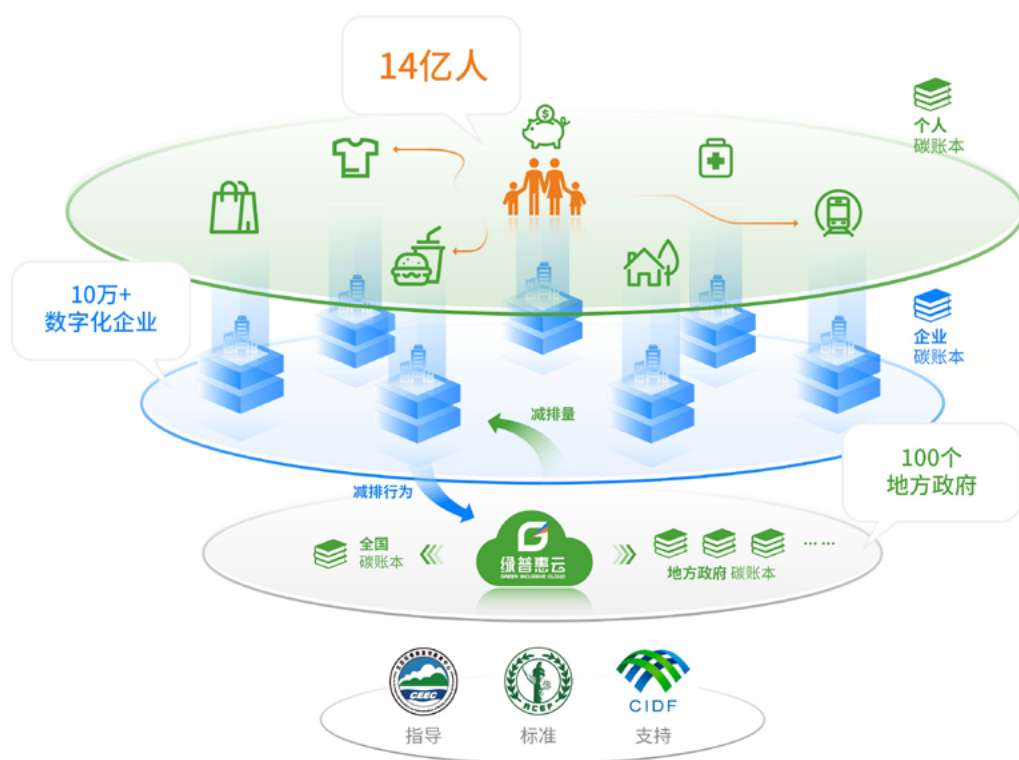 14亿人
个人
碳账本
10万+
数字化企业
企业
碳账本
减排量
100个
地方政府
减排行为
全国
碳账本
绿普惠云
GREEN INCLUSIVE CLOUD
地方政府 碳账本
... ...
CEEC
ACEF
CIDF
指导
标准
支持